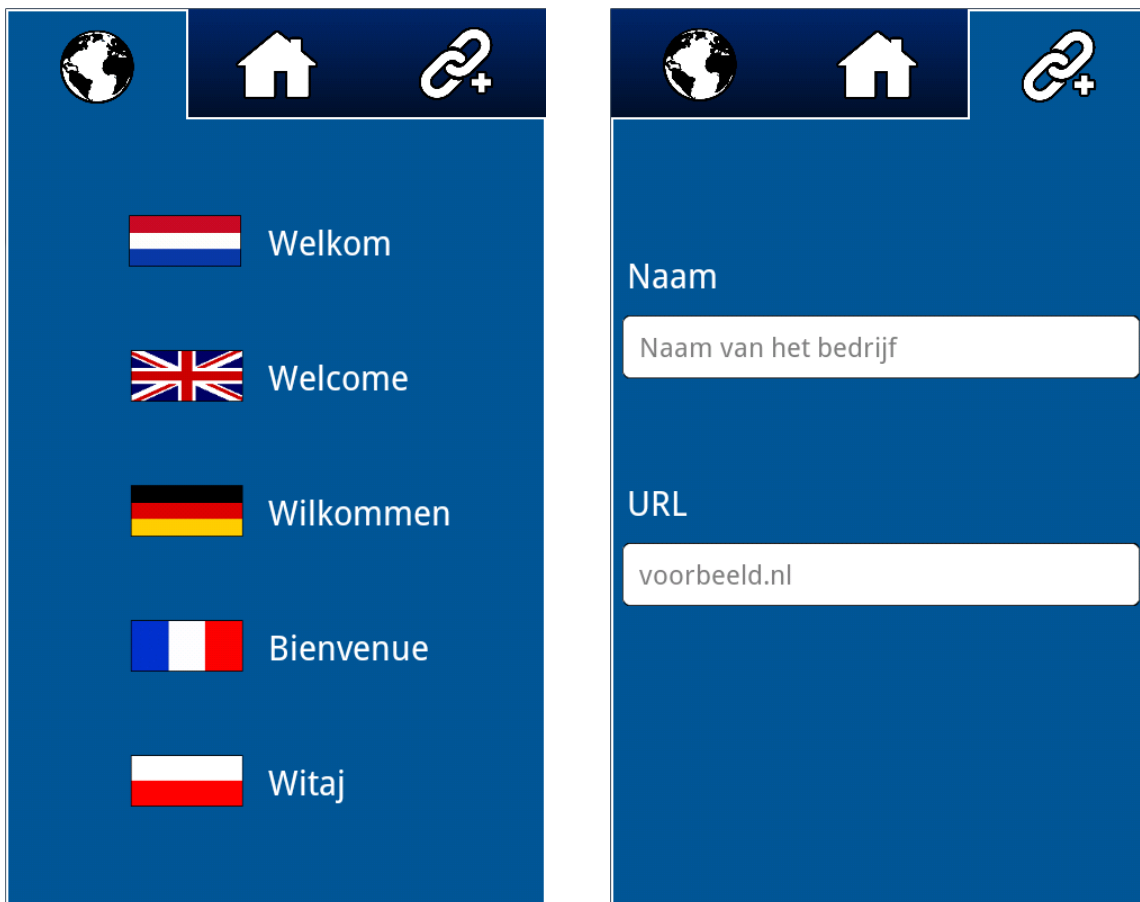 Welkom
Welcome
Wilkommen
Bienvenue
Witaj
Naam
Naam van het bedrijf
URL
voorbeeld.nl